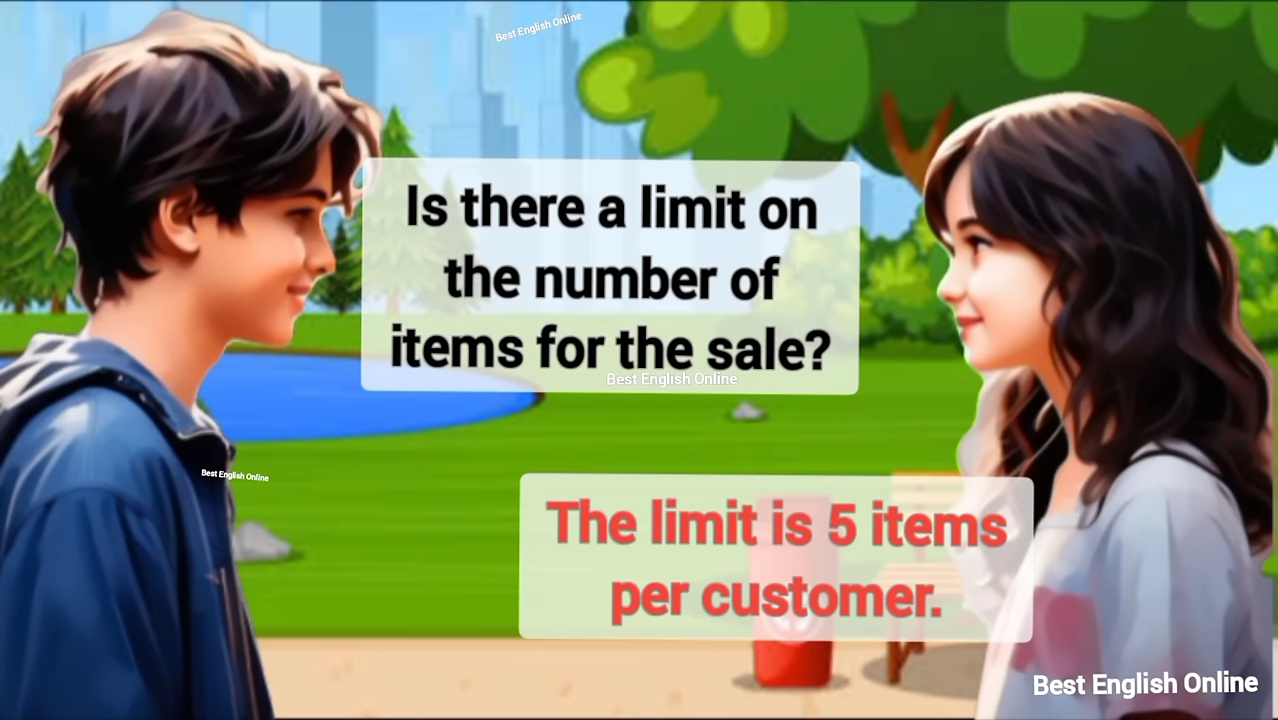 Best English Online
Is there a limit on
the number of
items for the sale?
Best English Online
Best English Online
The limit is 5 items
per customer.
Best English Online